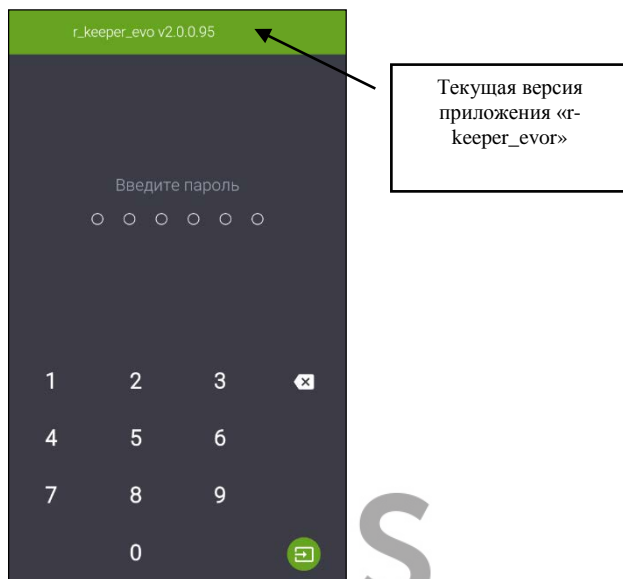 r_keeper_evo v2.0.0.95
Текущая версия
приложения «r-
keeper_evor»
Введите пароль
1 2 3
4 5 6
7 8 9
0
S